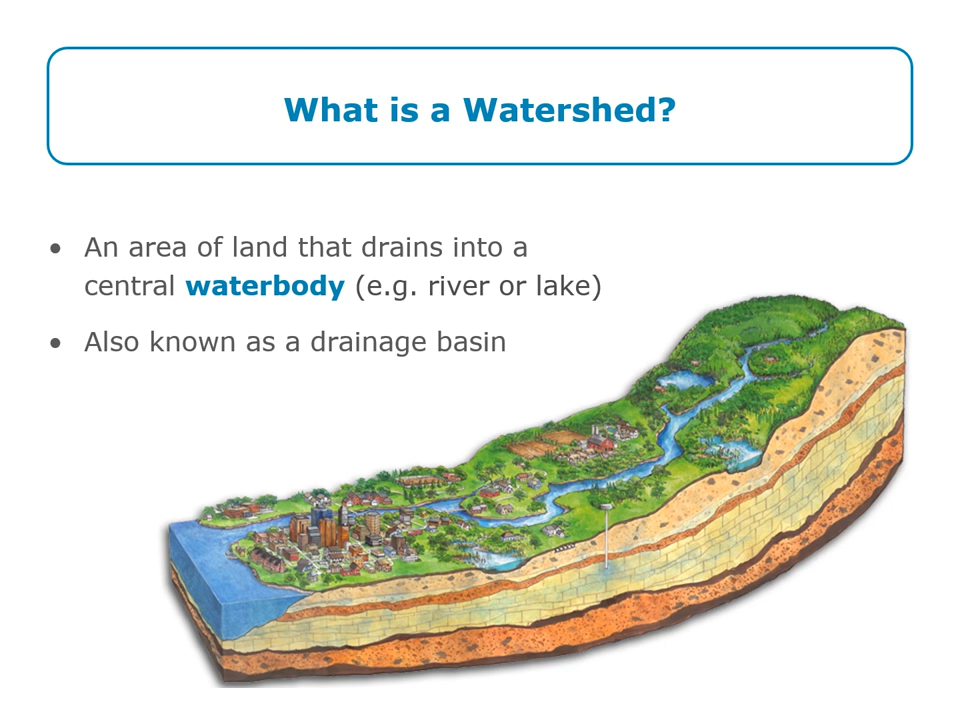 What is a Watershed?
• An area of land that drains into a
central waterbody (e.g. river or lake)
• Also known as a drainage basin